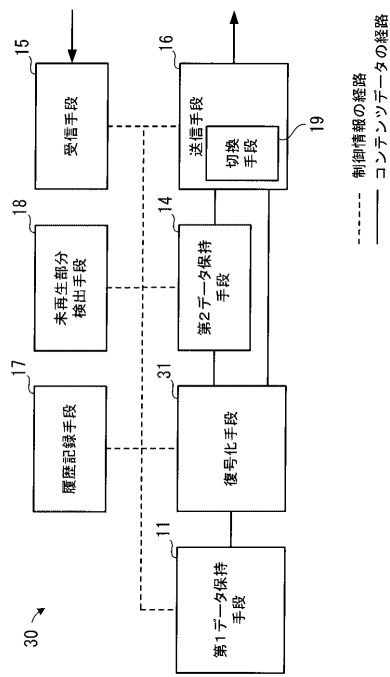 30
11
第1データ保持
手段
31
復号化手段
17
履歴記録手段
18
未再生部分
検出手段
14
第2データ保持
手段
15
受信手段
16
送信手段
切換
手段
19
制御情報の経路
コンテンツデータの経路